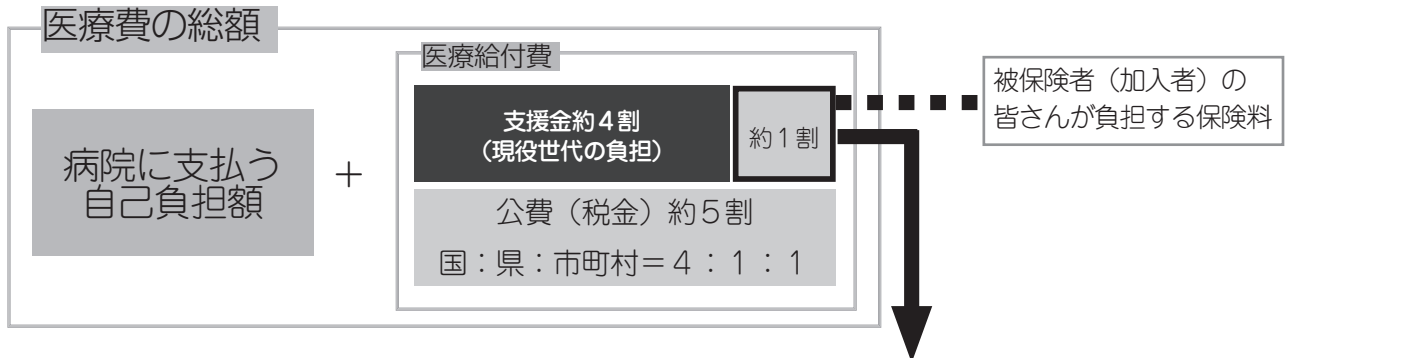 医療費の総額
医療給付費
病院に支払う
自己負担額
＋
支援金約４割
（現役世代の負担）
約１割
公費（税金）約５割
国：県：市町村＝４：１：１
被保険者（加入者）の
皆さんが負担する保険料